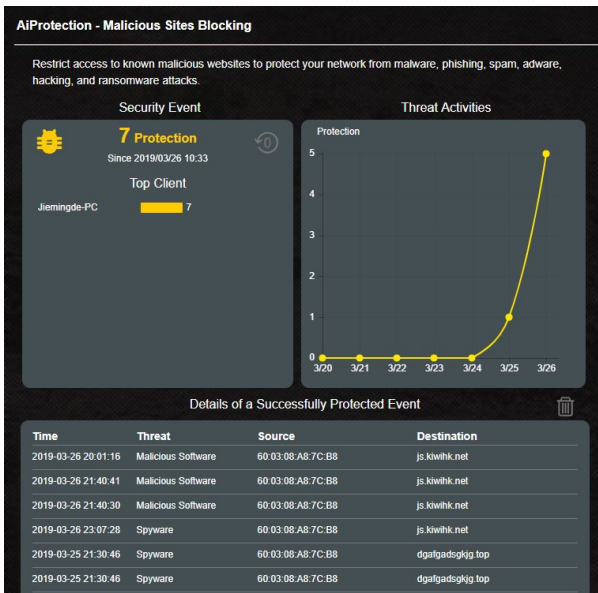 AiProtection - Malicious Sites Blocking
Restrict access to known malicious websites to protect your network from malware, phishing, spam, adware,
hacking, and ransomware attacks.
Security Event
7 Protection
0
Since 2019/03/26 10:33
Top Client
Jiemingde-PC 7
Threat Activities
Protection
5
4
3
2
1
0
3/20 3/21 3/22 3/23 3/24 3/25 3/26
Details of a Successfully Protected Event
Time Threat Source Destination
2019-03-26 20:01:16 Malicious Software 60:03:08:A8:7C:B8 js.kiwihk.net
2019-03-26 21:40:41 Malicious Software 60:03:08:A8:7C:B8 js.kiwihk.net
2019-03-26 21:40:30 Malicious Software 60:03:08:A8:7C:B8 js.kiwihk.net
2019-03-26 23:07:28 Spyware 60:03:08:A8:7C:B8 js.kiwihk.net
2019-03-25 21:30:46 Spyware 60:03:08:A8:7C:B8 dgafgadsgkjg.top
2019-03-25 21:30:46 Spyware 60:03:08:A8:7C:B8 dgafgadsgkjg.top